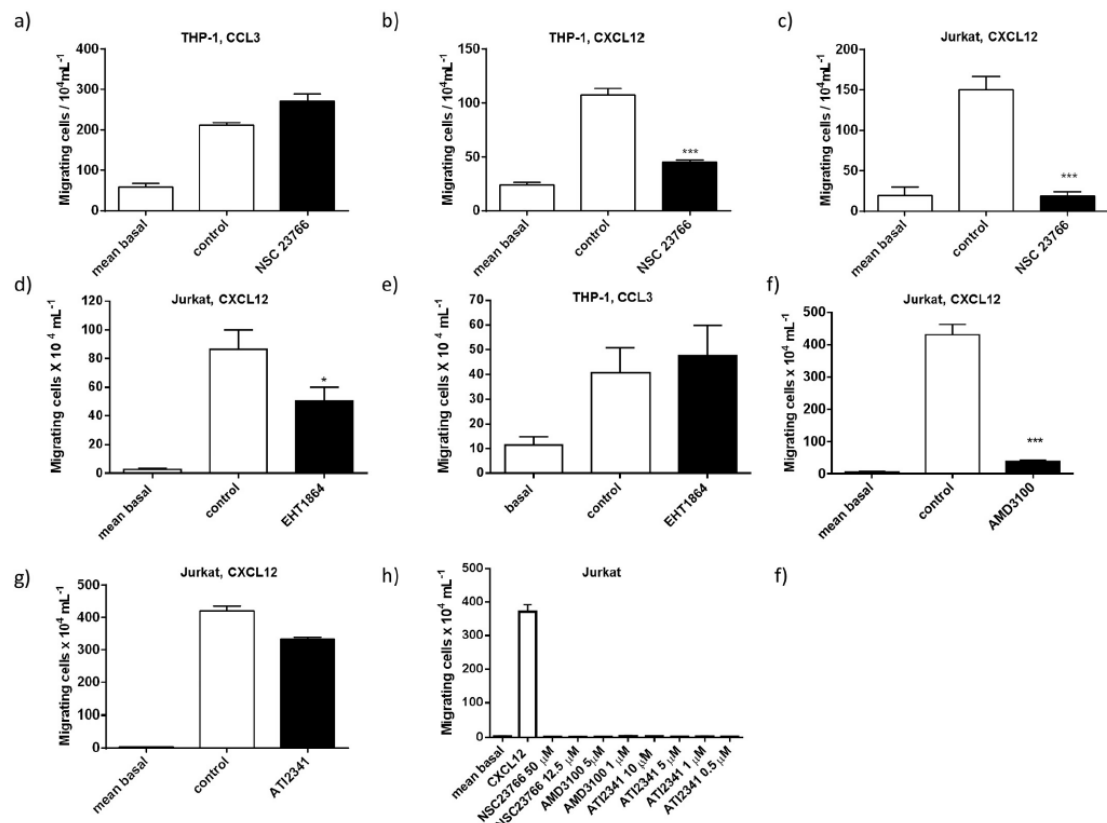 a)
THP-1, CCL3
Migrating cells / 10⁴mL⁻¹
400
300
200
100
0
mean basal
control
NSC 23766
b)
THP-1, CXCL12
Migrating cells / 10⁴mL⁻¹
150
100
50
0
***
mean basal
control
NSC 23766
c)
Jurkat, CXCL12
Migrating cells / 10⁴mL⁻¹
200
150
100
50
0
***
mean basal
control
NSC 23766
d)
Jurkat, CXCL12
Migrating cells X 10⁻⁴ mL⁻¹
120
100
80
60
40
20
0
*
mean basal
control
EHT1864
e)
THP-1, CCL3
Migrating cells X 10⁻⁴ mL⁻¹
70
60
50
40
30
20
10
0
basal
control
EHT1864
f)
Jurkat, CXCL12
Migrating cells x 10⁴ mL⁻¹
500
400
300
200
100
0
***
mean basal
control
AMD3100
g)
Jurkat, CXCL12
Migrating cells x 10⁴ mL⁻¹
500
400
300
200
100
0
mean basal
control
ATI2341
h)
Jurkat
Migrating cells x 10⁴ mL⁻¹
500
400
300
200
100
0
mean basal
CXCL12
NSC23766 50 μM
NSC23766 12.5 μM
AMD3100 5μM
AMD3100 1 μM
ATI2341 10 μM
ATI2341 5 μM
ATI2341 1 μM
ATI2341 0.5μM
f)